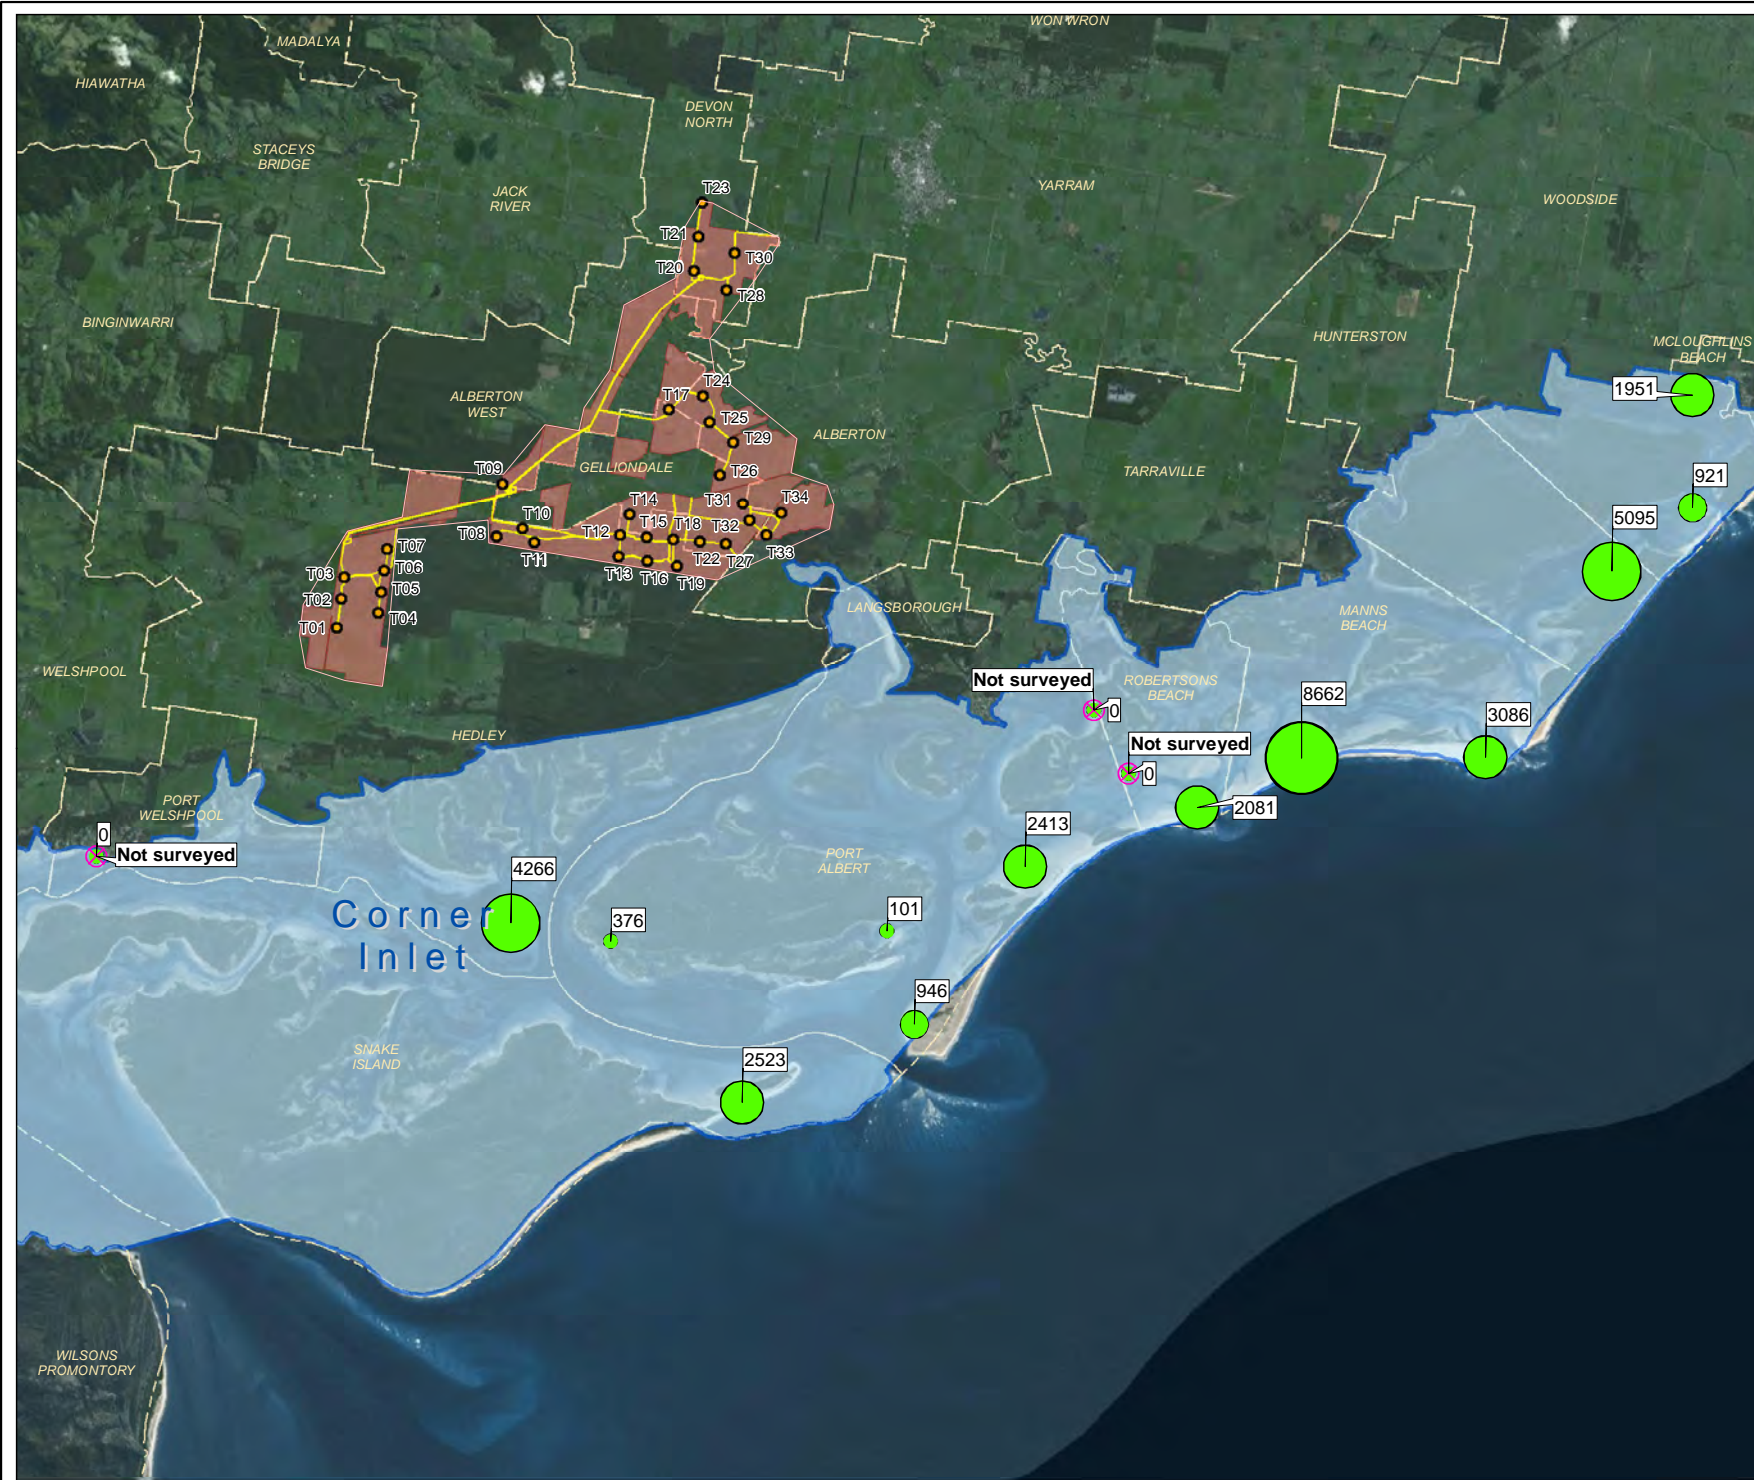 WON WRON
MADALYA
HIAWATHA
DEVON
NORTH
STACEYS
BRIDGE
JACK
RIVER
YARRAM
WOODSIDE
T23
T21
T30
T20
T28
BINGINWARRI
HUNTERSTON
MCLOUGHLINS
BEACH
1951
ALBERTON
WEST
T24
T17
T25
T29
ALBERTON
GELLIONDALE
TARRAVILLE
T09
T26
921
T14
T31
T34
T10
T15
T18
T32
5095
T08
T12
T11
T22
T27
T33
T07
T13
T16
T19
T03
T06
T05
T02
T04
T01
LANGSBOROUGH
MANNS
BEACH
WELSHPOOL
Not surveyed
0
ROBERTSONS
BEACH
8662
3086
HEDLEY
Not surveyed
0
PORT
WELSHPOOL
2081
0
Not surveyed
2413
PORT
ALBERT
4266
Corner
Inlet
376
101
946
SNAKE
ISLAND
2523
WILSONS
PROMONTORY